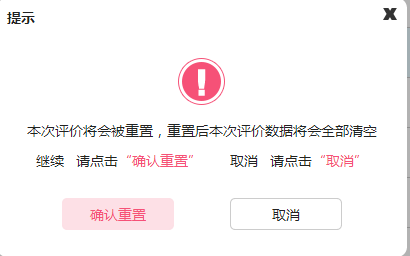 提示
本次评价将会被重置，重置后本次评价数据将会全部清空
继续 请点击“确认重置” 取消 请点击“取消”
确认重置 取消